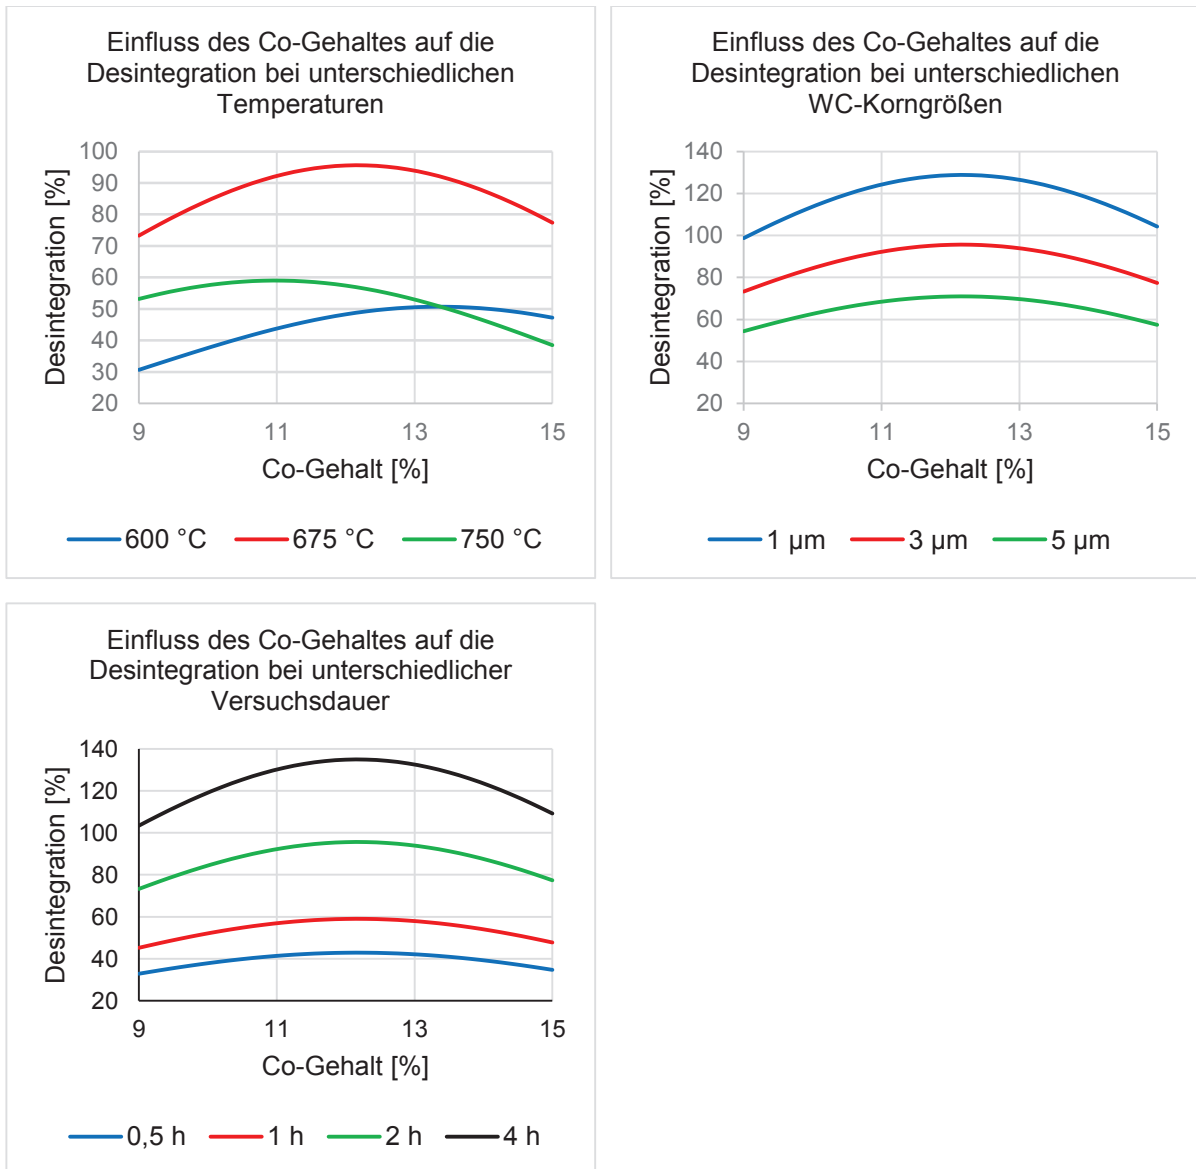 Einfluss des Co-Gehaltes auf die
Desintegration bei unterschiedlichen
Temperaturen
Desintegration [%]
100
90
80
70
60
50
40
30
20
9
11
13
15
Co-Gehalt [%]
600 °C
675 °C
750 °C
Einfluss des Co-Gehaltes auf die
Desintegration bei unterschiedlichen
WC-Korngrößen
Desintegration [%]
140
120
100
80
60
40
20
9
11
13
15
Co-Gehalt [%]
1 µm
3 µm
5 µm
Einfluss des Co-Gehaltes auf die
Desintegration bei unterschiedlicher
Versuchsdauer
Desintegration [%]
140
120
100
80
60
40
20
9
11
13
15
Co-Gehalt [%]
0,5 h
1 h
2 h
4 h